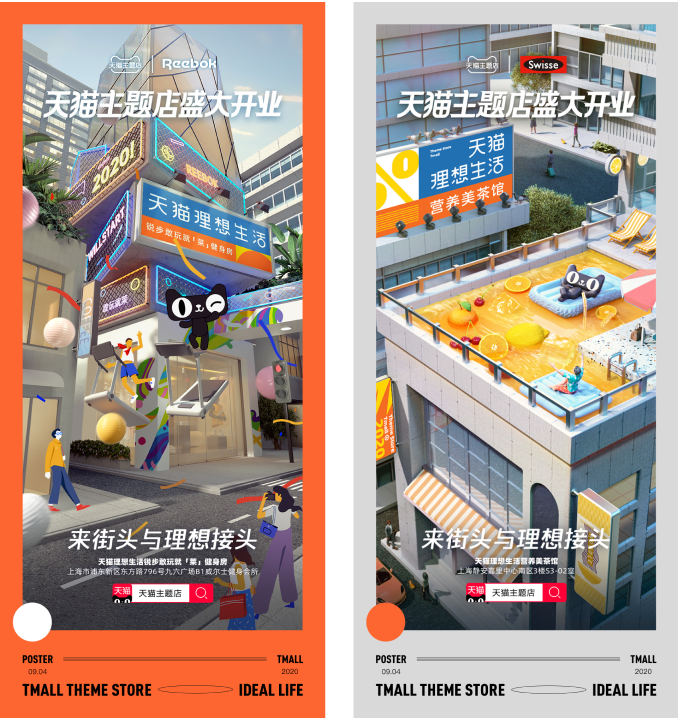 天猫主题店
Reebok
天猫主题店盛大开业
2020!
REEBOK
天猫理想生活
锐步敢玩就「菜」健身房
COFFEE
来街头与理想接头
天猫理想生活锐步敢玩就「菜」健身房
上海市浦东新区东方路796号九六广场B1威尔士健身会所
天猫
天猫主题店
POSTER
TMALL
09.04
2020
TMALL THEME STORE
IDEAL LIFE
天猫主题店
Swisse
天猫主题店盛大开业
%
Theme Store
Tmall
天猫
理想生活
营养美茶馆
Theme Store
2020
来街头与理想接头
天猫理想生活营养美茶馆
上海静安嘉里中心南区3楼S3-02室
天猫
天猫主题店
POSTER
TMALL
09.04
2020
TMALL THEME STORE
IDEAL LIFE